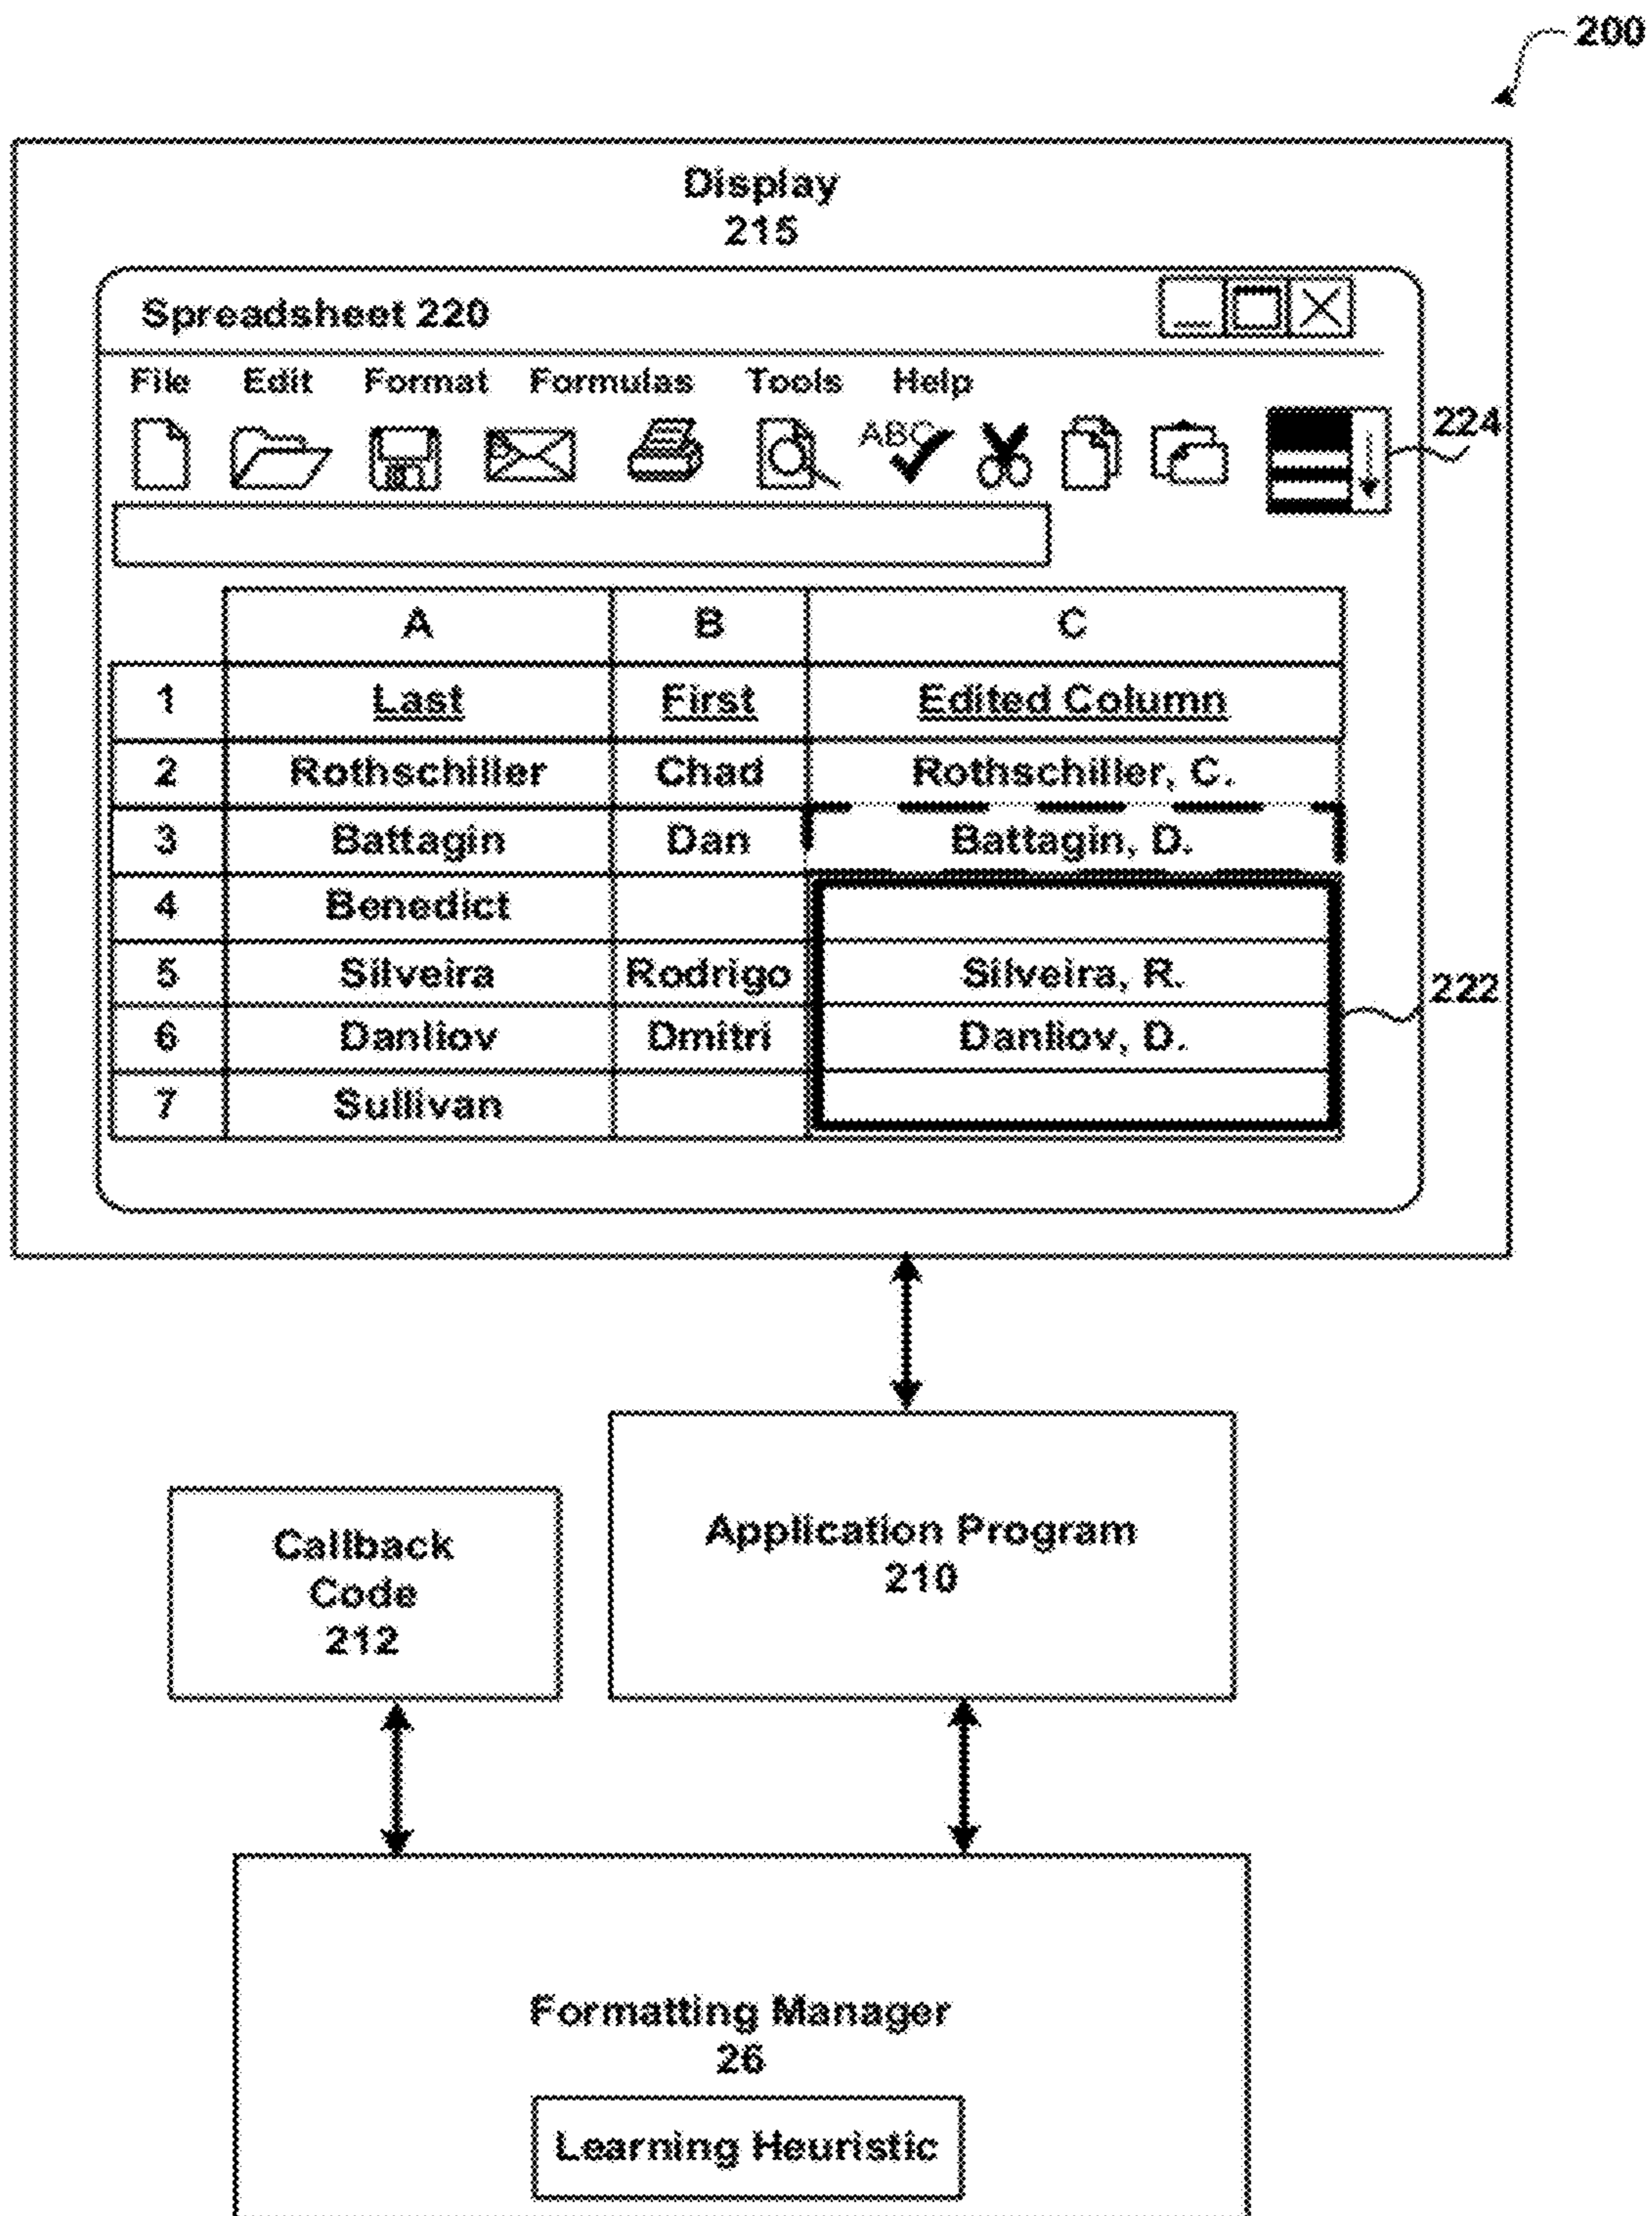 200
Display
215
Spreadsheet 220
File Edit Format Formulas Tools Help
ABC
224
A B C
1 Last First Edited Column
2 Rothschiller Chad Rothschiller, C.
3 Battagin Dan Battagin, D.
4 Benedict
5 Silveira Rodrigo Silveira, R.
222
6 Danliov Dmitri Danliov, D.
7 Sullivan
Callback
Code
212
Application Program
210
Formatting Manager
26
Learning Heuristic